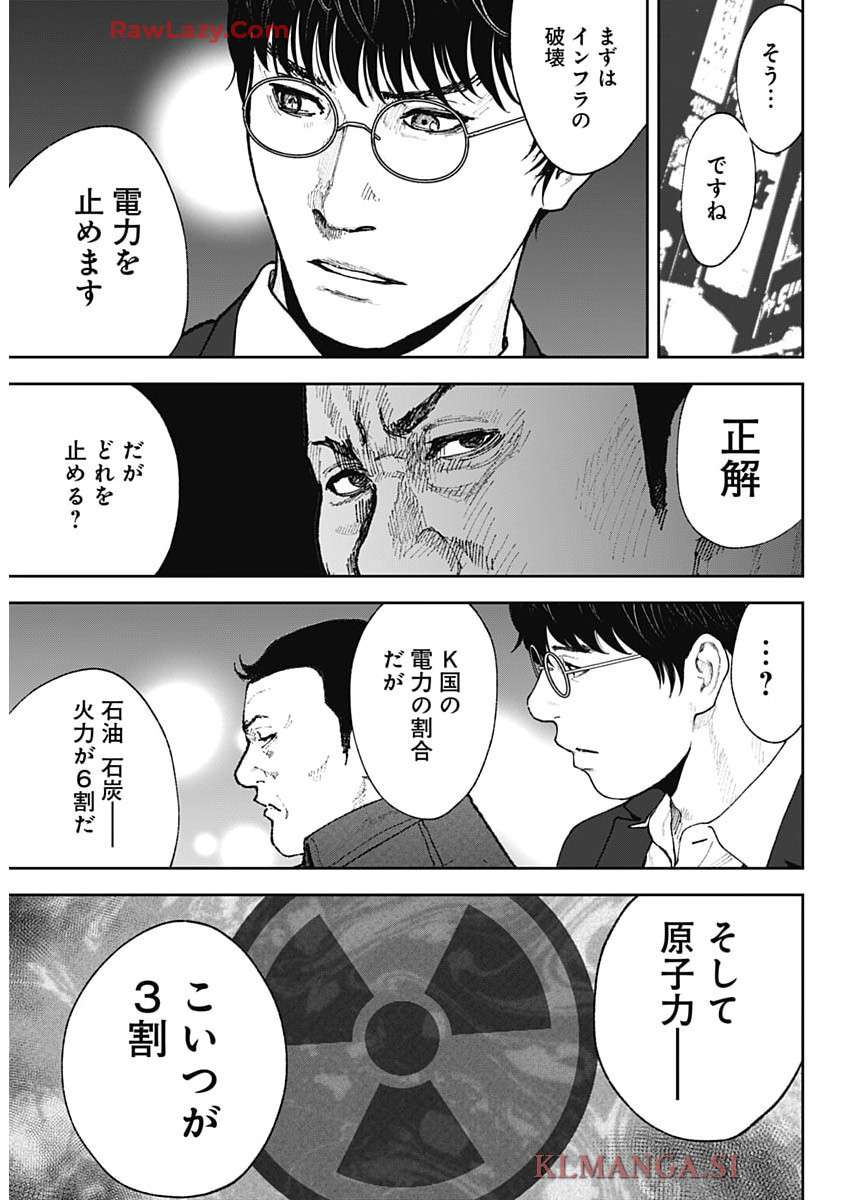 RawLazy.Com
そう…
ですね
まずは
インフラの
破壊
電力を
止めます
正解
だが
どれを
止める?
…?
K国の
電力の割合
だが
石油 石炭――
火力が6割だ
そして
原子力――
こいつが
3割
KLMANGA.SI